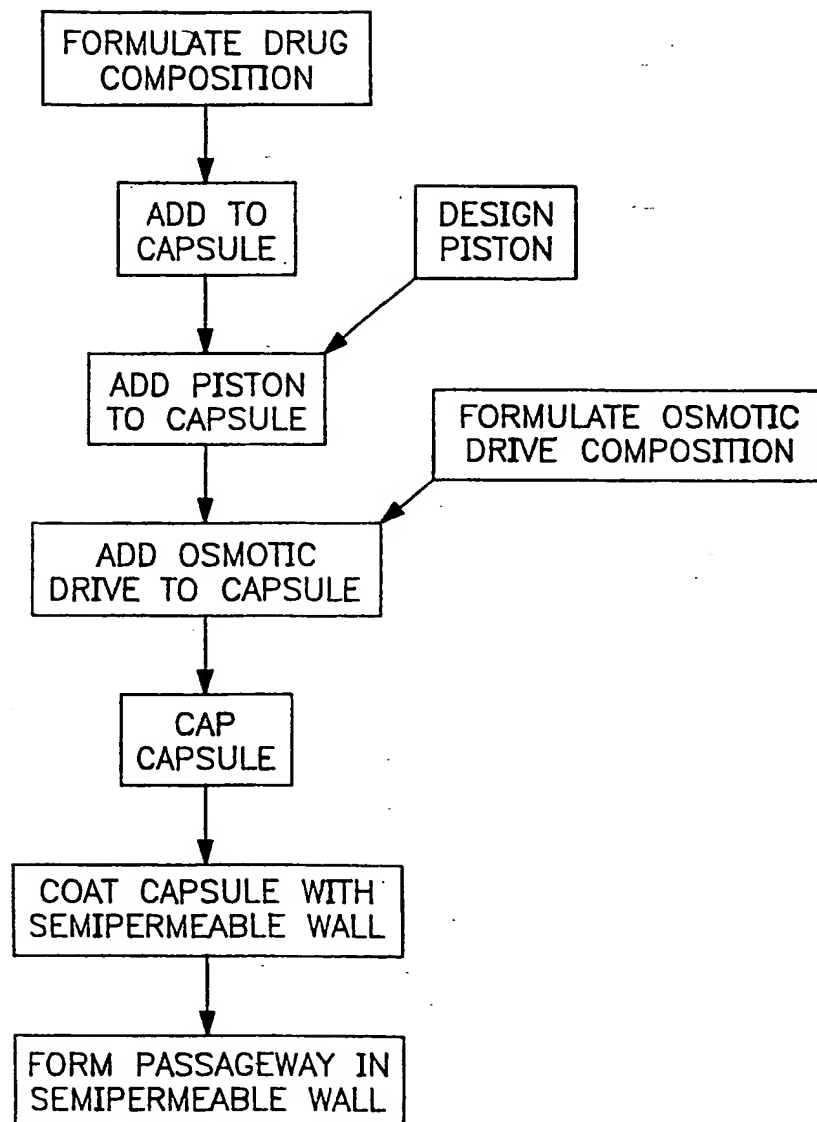 FORMULATE DRUG
COMPOSITION
ADD TO
CAPSULE
DESIGN
PISTON
ADD PISTON
TO CAPSULE
FORMULATE OSMOTIC
DRIVE COMPOSITION
ADD OSMOTIC
DRIVE TO CAPSULE
CAP
CAPSULE
COAT CAPSULE WITH
SEMIPERMEABLE WALL
FORM PASSAGEWAY IN
SEMIPERMEABLE WALL